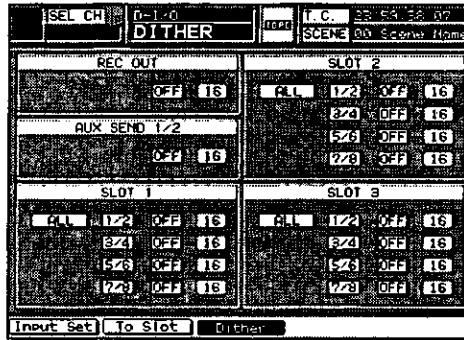 SEL CH D-I/O T.C. 23:59:58.07
DITHER SCENE 00 Scene Name
REC OUT
OFF 16
AUX SEND 1/2
OFF 16
SLOT 2
ALL 1/2 OFF 16
3/4 OFF 16
5/6 OFF 16
7/8 OFF 16
SLOT 1
ALL 1/2 OFF 16
3/4 OFF 16
5/6 OFF 16
7/8 OFF 16
SLOT 3
ALL 1/2 OFF 16
3/4 OFF 16
5/6 OFF 16
7/8 OFF 16
Input Set To Slot Dither